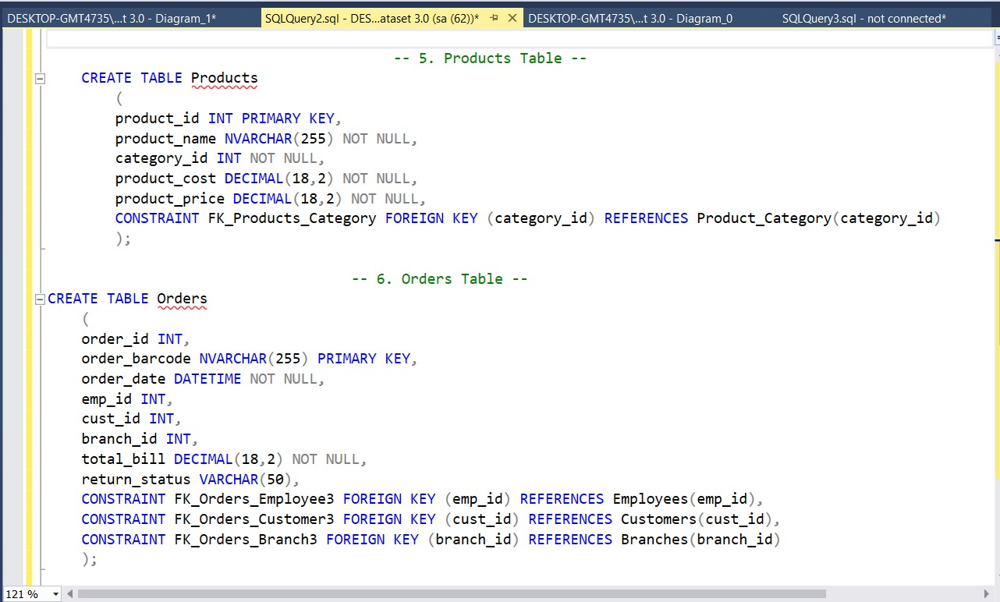 DESKTOP-GMT4735\...t 3.0 - Diagram_1*
SQLQuery2.sql - DES...ataset 3.0 (sa (62))*
DESKTOP-GMT4735\...t 3.0 - Diagram_0
SQLQuery3.sql - not connected*
-- 5. Products Table --
CREATE TABLE Products
(
product_id INT PRIMARY KEY,
product_name NVARCHAR(255) NOT NULL,
category_id INT NOT NULL,
product_cost DECIMAL(18,2) NOT NULL,
product_price DECIMAL(18,2) NOT NULL,
CONSTRAINT FK_Products_Category FOREIGN KEY (category_id) REFERENCES Product_Category(category_id)
);
-- 6. Orders Table --
CREATE TABLE Orders
(
order_id INT,
order_barcode NVARCHAR(255) PRIMARY KEY,
order_date DATETIME NOT NULL,
emp_id INT,
cust_id INT,
branch_id INT,
total_bill DECIMAL(18,2) NOT NULL,
return_status VARCHAR(50),
CONSTRAINT FK_Orders_Employee3 FOREIGN KEY (emp_id) REFERENCES Employees(emp_id),
CONSTRAINT FK_Orders_Customer3 FOREIGN KEY (cust_id) REFERENCES Customers(cust_id),
CONSTRAINT FK_Orders_Branch3 FOREIGN KEY (branch_id) REFERENCES Branches(branch_id)
);
121 %